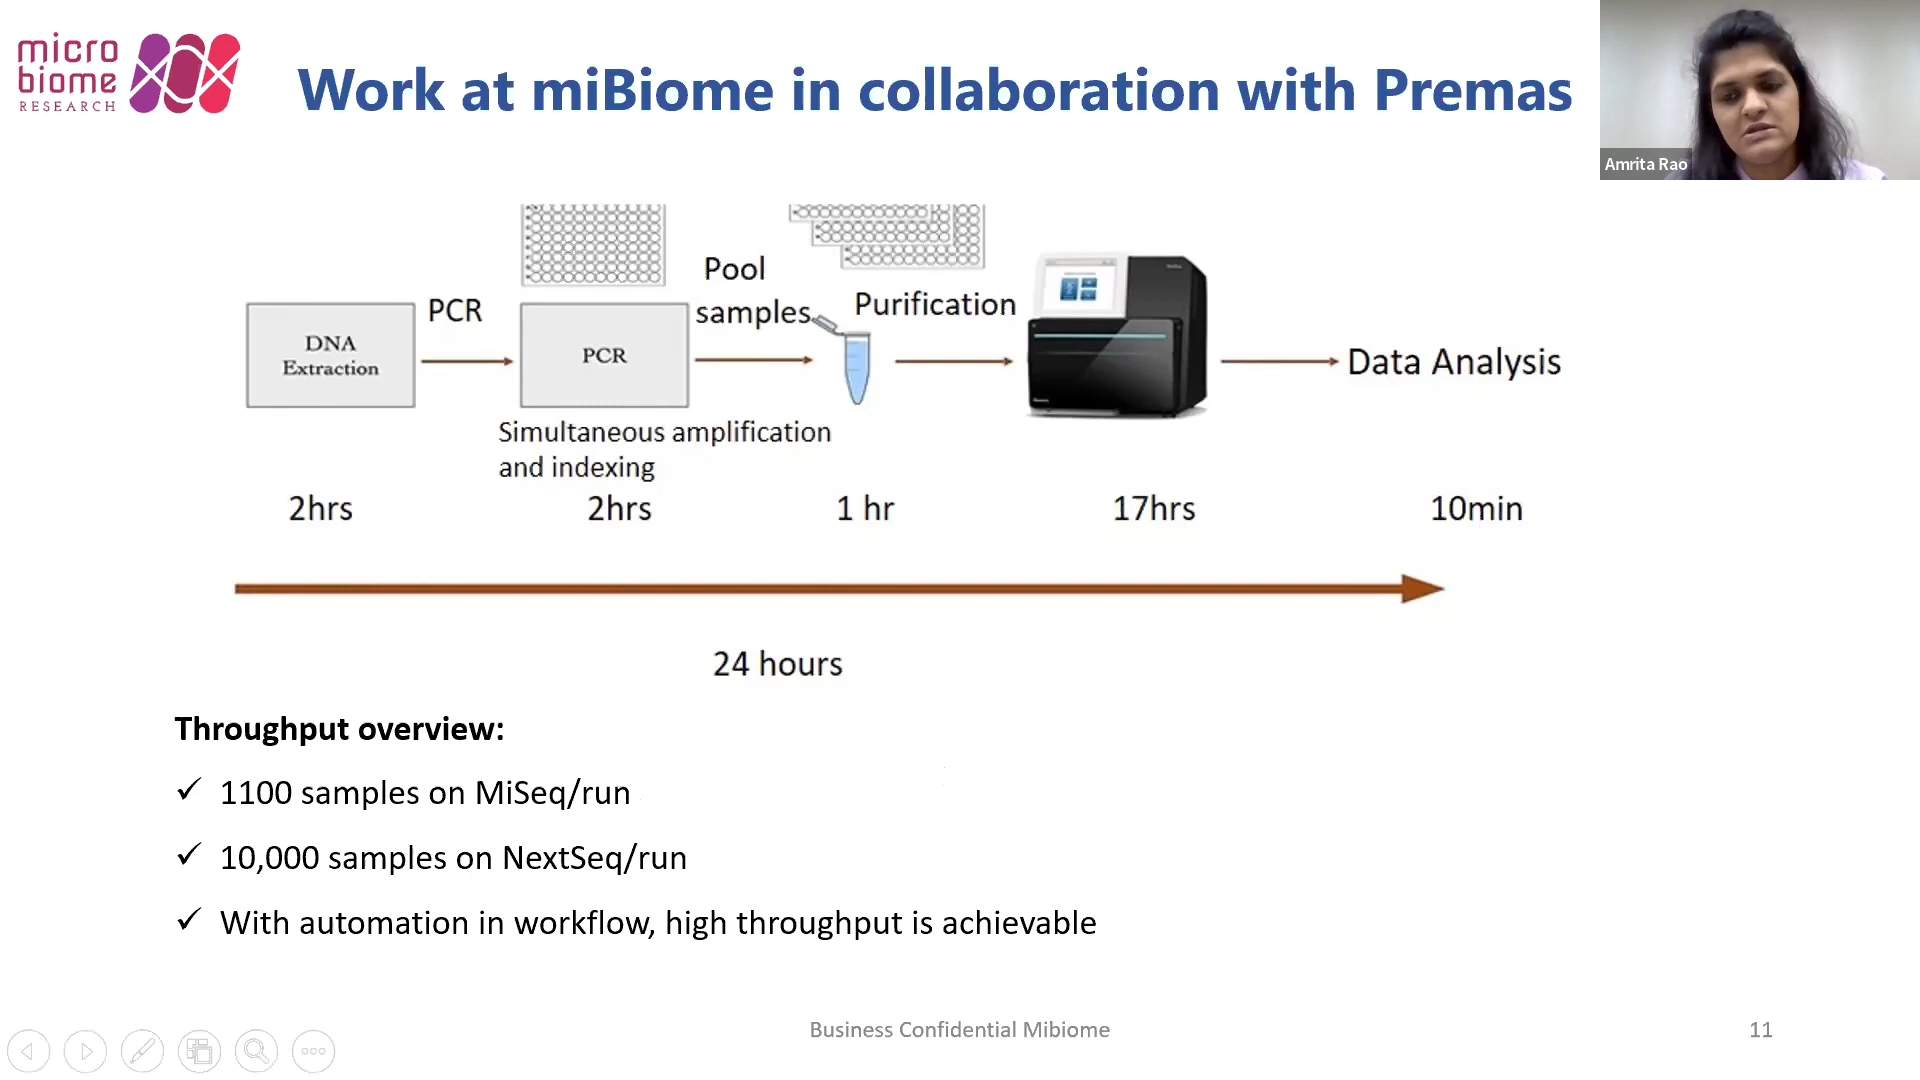 micro
biome
RESEARCH
Work at miBiome in collaboration with Premas
Amrita Rao
DNA
Extraction
PCR
PCR
Simultaneous amplification
and indexing
Pool
samples
Purification
Data Analysis
2hrs
2hrs
1 hr
17hrs
10min
24 hours
Throughput overview:
✓ 1100 samples on MiSeq/run
✓ 10,000 samples on NextSeq/run
✓ With automation in workflow, high throughput is achievable
Business Confidential Mibiome
11